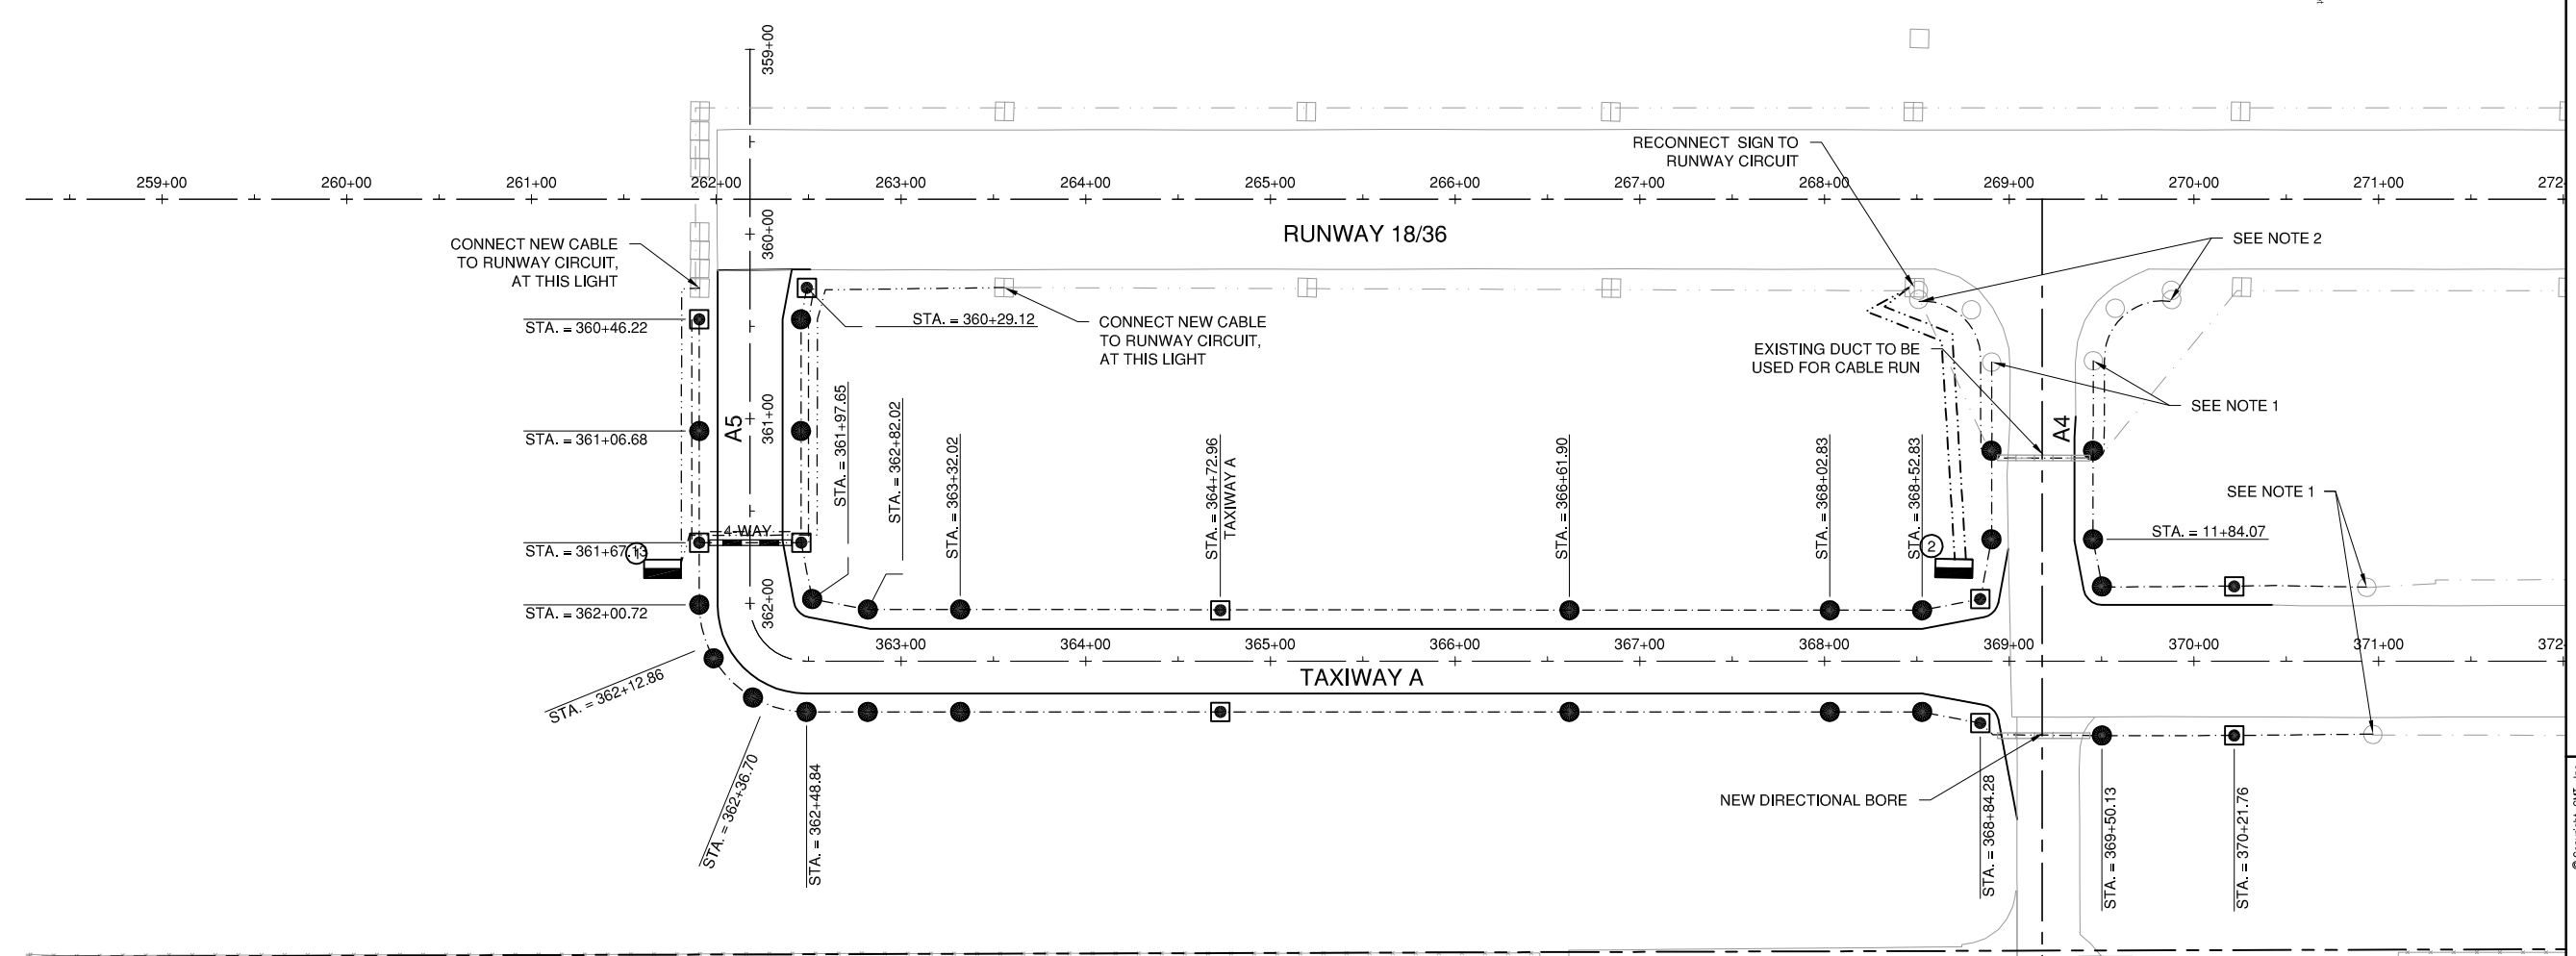 359+00
RECONNECT SIGN TO
RUNWAY CIRCUIT
259+00
260+00
261+00
262+00
263+00
264+00
265+00
266+00
267+00
268+00
269+00
270+00
271+00
272
360+00
RUNWAY 18/36
CONNECT NEW CABLE
TO RUNWAY CIRCUIT,
AT THIS LIGHT
SEE NOTE 2
STA. = 360+46.22
STA. = 360+29.12
CONNECT NEW CABLE
TO RUNWAY CIRCUIT,
AT THIS LIGHT
EXISTING DUCT TO BE
USED FOR CABLE RUN
SEE NOTE 1
STA. = 361+06.68
A5
361+00
STA. = 361+97.65
STA. = 362+82.02
STA. = 363+32.02
STA. = 364+72.96
TAXIWAY A
STA. = 366+61.90
STA. = 368+02.83
STA. = 368+52.83
A4
SEE NOTE 1
4-WAY
STA. = 11+84.07
STA. = 361+67.13
1
2
STA. = 362+00.72
362+00
363+00
364+00
365+00
366+00
367+00
368+00
369+00
370+00
371+00
372
TAXIWAY A
STA. = 362+12.86
STA. = 362+36.70
STA. = 362+48.84
NEW DIRECTIONAL BORE
STA. = 368+84.28
STA. = 369+50.13
STA. = 370+21.76